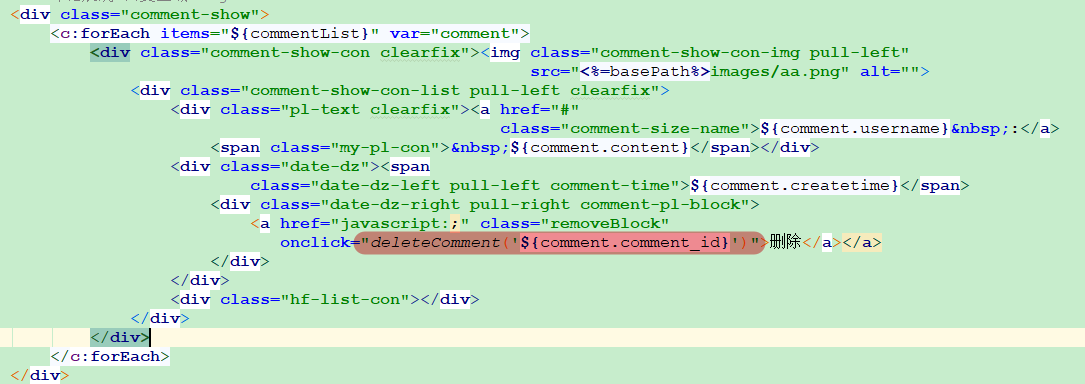 <div class="comment-show">
<c:forEach items="${commentList}" var="comment">
<div class="comment-show-con clearfix"><img class="comment-show-con-img pull-left"
src="<%=basePath%>images/aa.png" alt="">
<div class="comment-show-con-list pull-left clearfix">
<div class="pl-text clearfix"><a href="#"
class="comment-size-name">${comment.username}&nbsp;:</a>
<span class="my-pl-con">&nbsp;${comment.content}</span></div>
<div class="date-dz"><span
class="date-dz-left pull-left comment-time">${comment.createtime}</span>
<div class="date-dz-right pull-right comment-pl-block">
<a href="javascript:;" class="removeBlock"
onclick="deleteComment('${comment.comment_id}')">删除</a></a>
</div>
</div>
<div class="hf-list-con"></div>
</div>
</div>
</c:forEach>
</div>